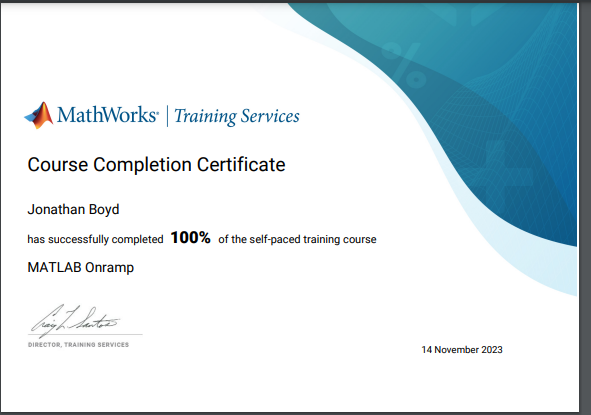 MathWorks® | Training Services
Course Completion Certificate
Jonathan Boyd
has successfully completed 100% of the self-paced training course
MATLAB Onramp
Craig L. Santos
DIRECTOR, TRAINING SERVICES
14 November 2023
%